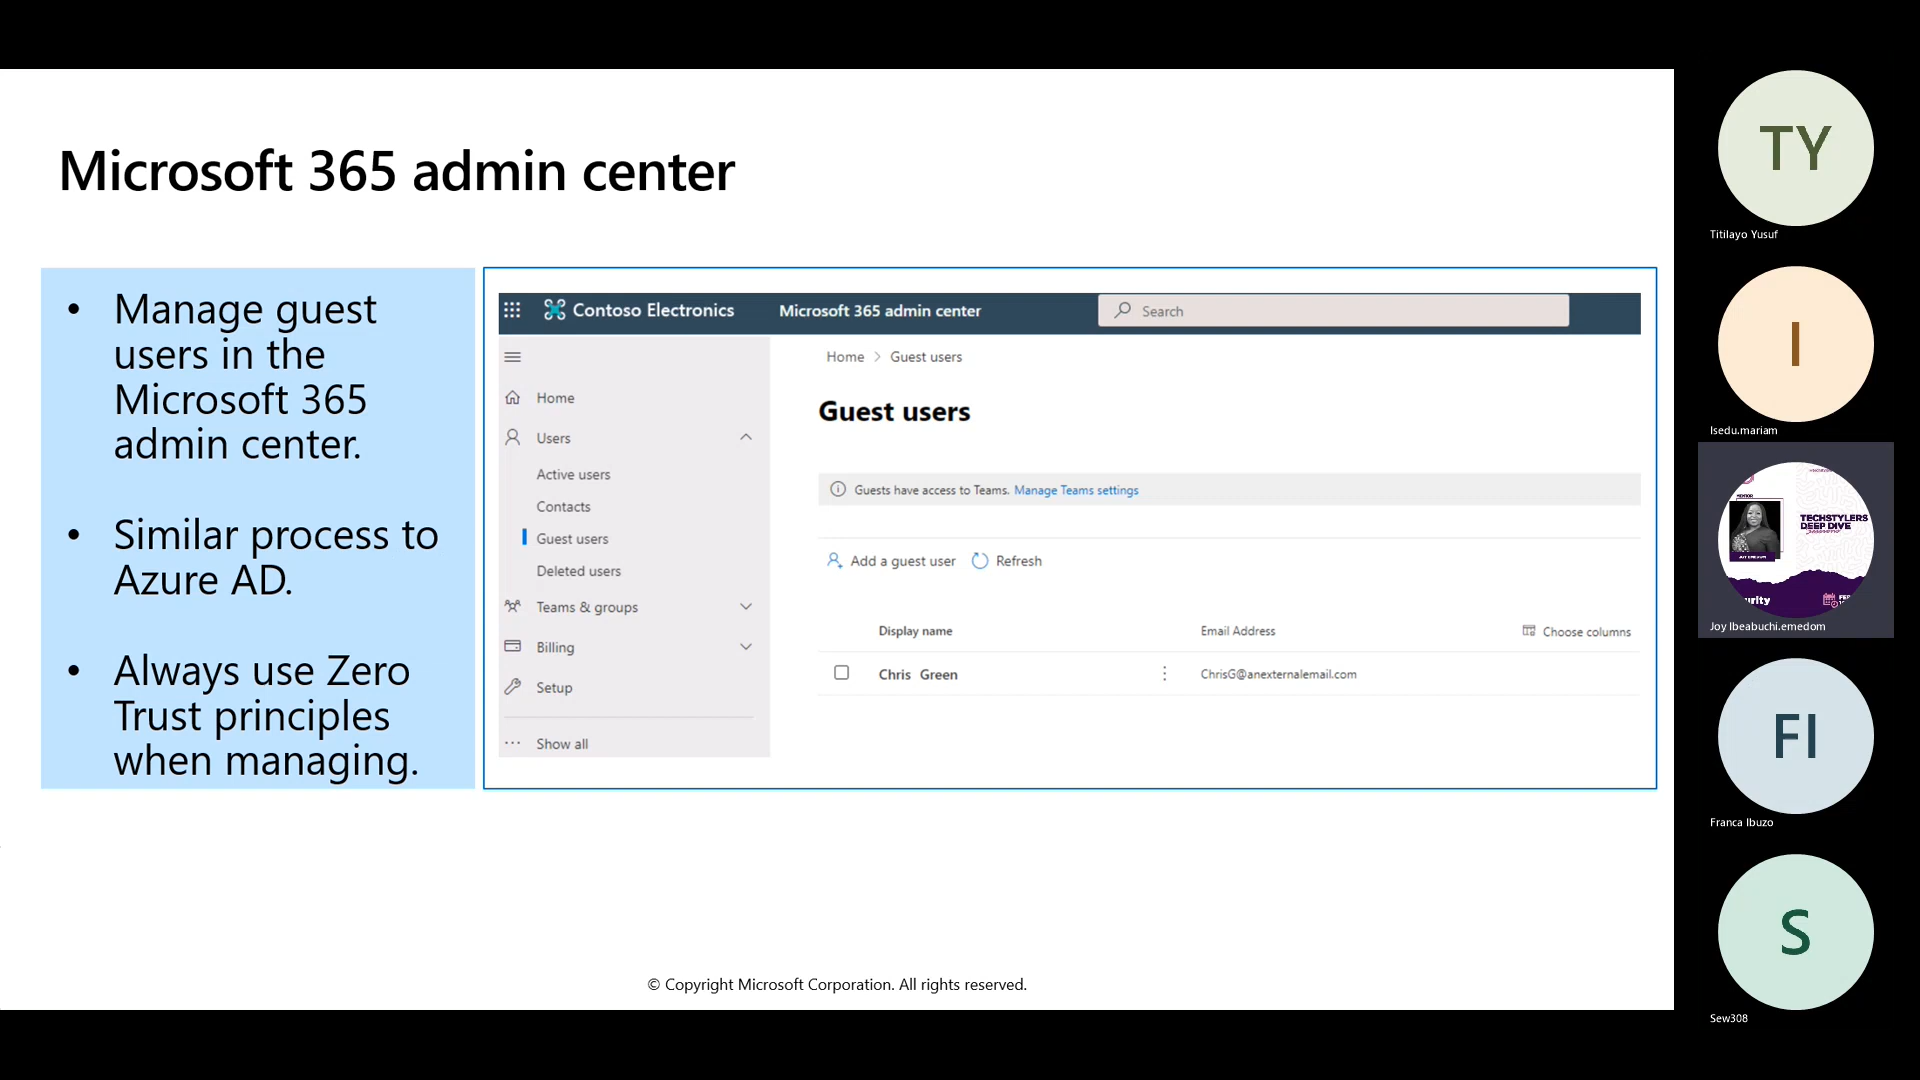 Microsoft 365 admin center
• Manage guest
users in the
Microsoft 365
admin center.
• Similar process to
Azure AD.
• Always use Zero
Trust principles
when managing.
Contoso Electronics
Microsoft 365 admin center
Search
Home
Users
Active users
Contacts
Guest users
Deleted users
Teams & groups
Billing
Setup
Show all
Home > Guest users
Guest users
Guests have access to Teams. Manage Teams settings
Add a guest user Refresh
Display name Email Address Choose columns
Chris Green ChrisG@anexternalemail.com
© Copyright Microsoft Corporation. All rights reserved.
TY
Titilayo Yusuf
I
Isedu.mariam
TECHSTYLERS
DEEP DIVE
Joy Ibeabuchi.emedom
FI
Franca Ibuzo
S
Sew308